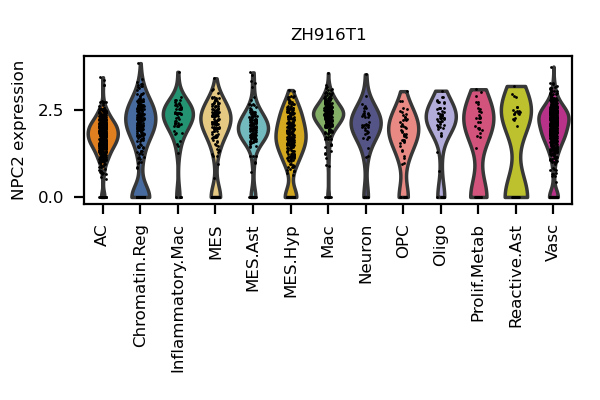 ZH916T1
NPC2 expression
2.5
0.0
AC
Chromatin.Reg
Inflammatory.Mac
MES
MES.Ast
MES.Hyp
Mac
Neuron
OPC
Oligo
Prolif.Metab
Reactive.Ast
Vasc